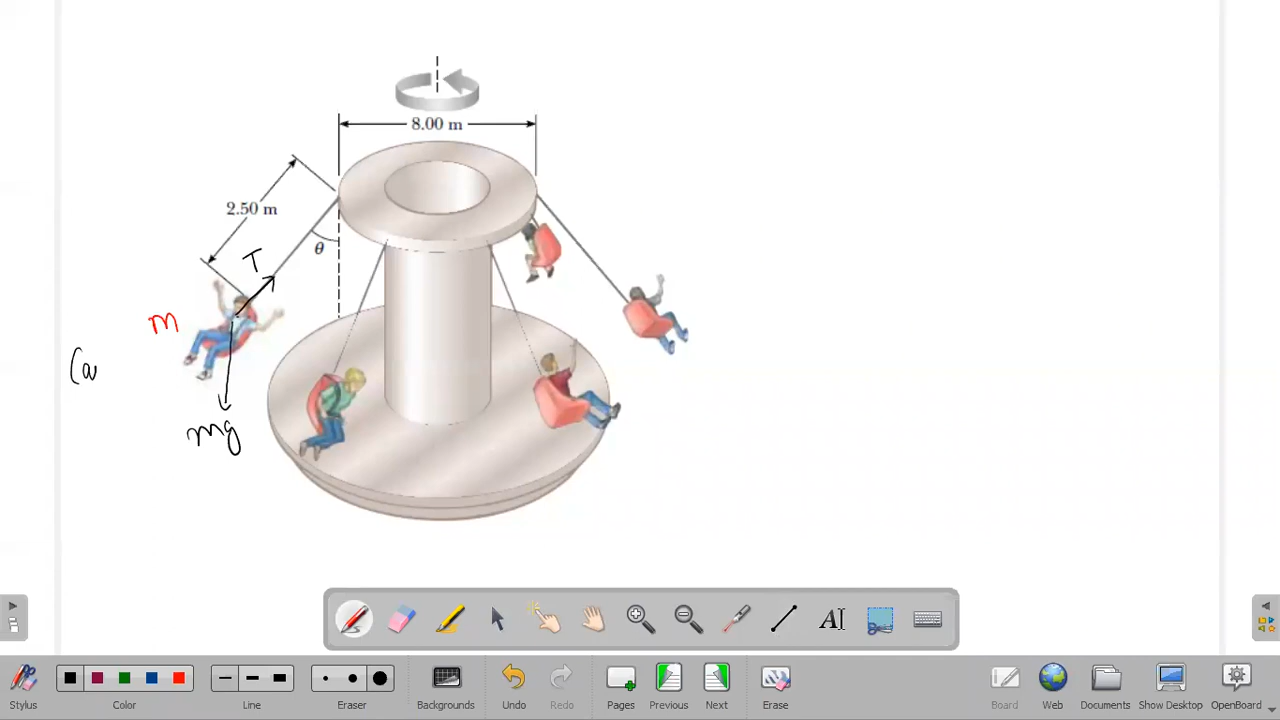 8.00 m
2.50 m
θ
T
m
(a
mg
Stylus
Color
Line
Eraser
Backgrounds
Undo
Redo
Pages
Previous
Next
Erase
Board
Web
Documents
Show Desktop
OpenBoard